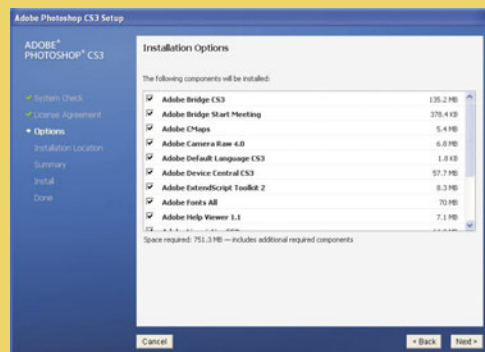 Adobe Photoshop CS3 Setup
ADOBE®
PHOTOSHOP® CS3
System Check
License Agreement
Options
Installation Location
Summary
Install
Done
Installation Options
The following components will be installed:
Adobe Bridge CS3 135.2 MB
Adobe Bridge Start Meeting 378.4 KB
Adobe CMaps 5.4 MB
Adobe Camera Raw 4.0 6.8 MB
Adobe Default Language CS3 1.8 KB
Adobe Device Central CS3 57.7 MB
Adobe ExtendScript Toolkit 2 8.3 MB
Adobe Fonts All 70 MB
Adobe Help Viewer 1.1 7.1 MB
Space required: 751.3 MB — includes additional required components
Cancel
< Back Next >